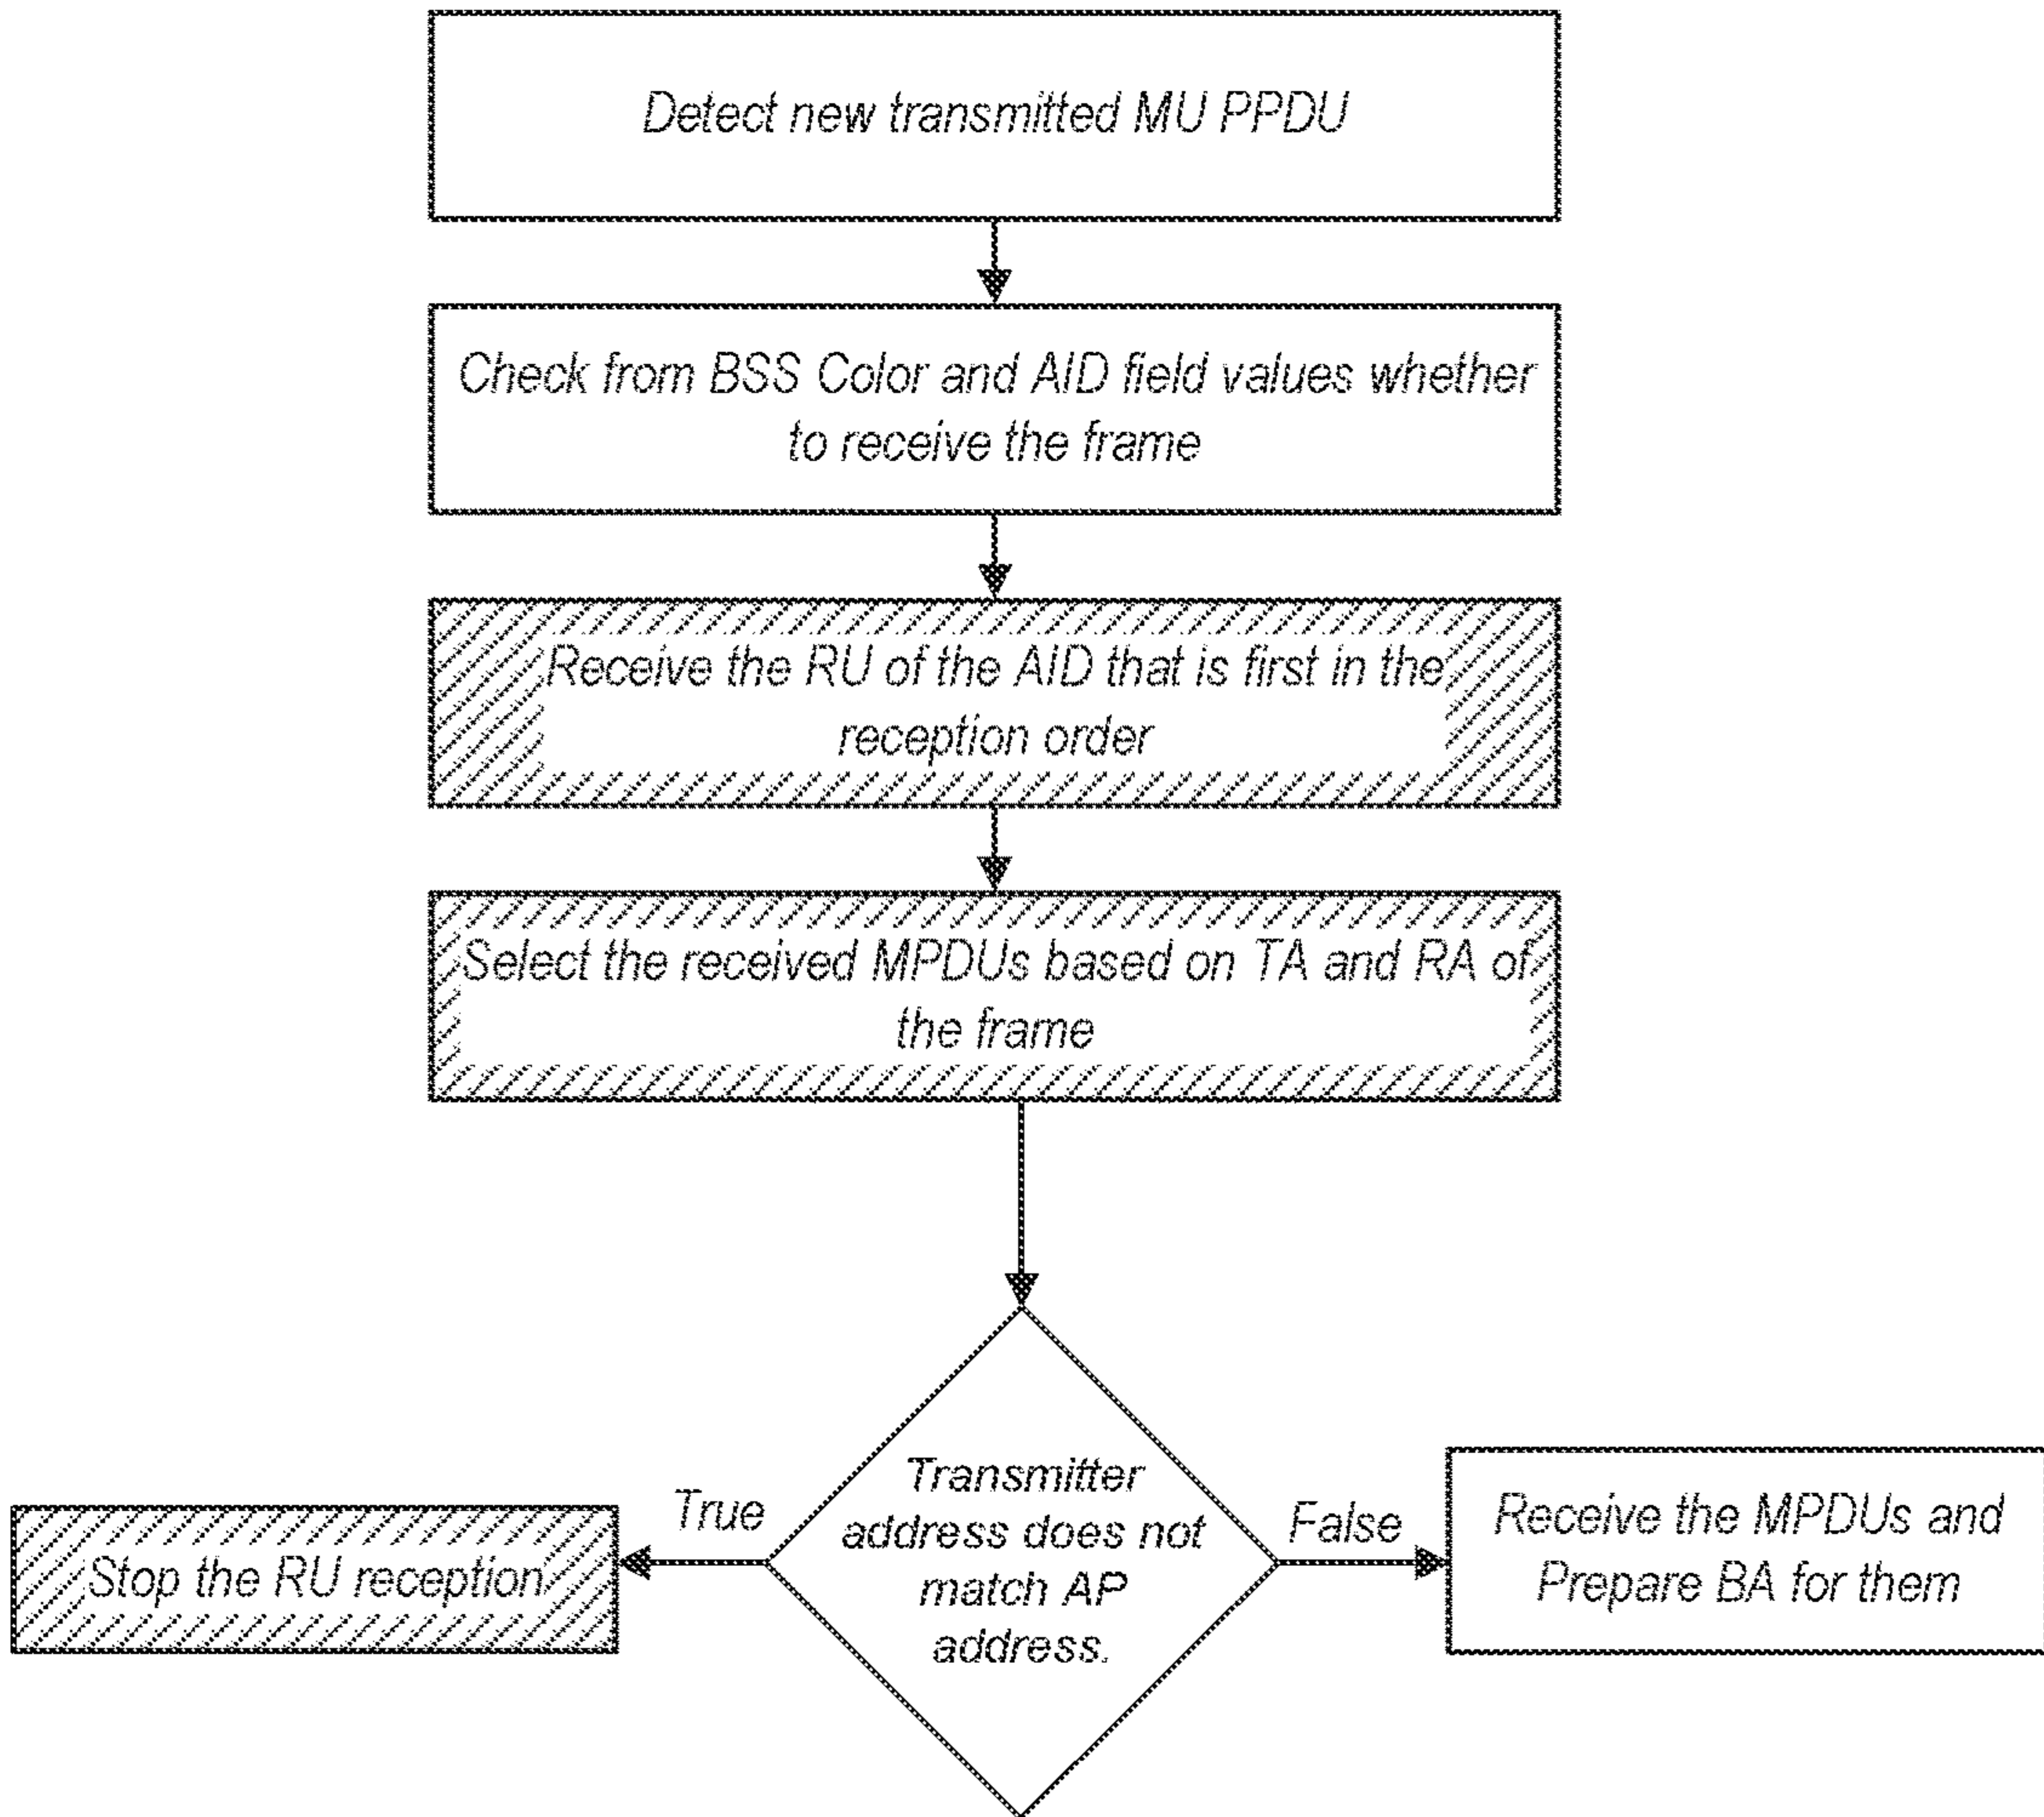 Detect new transmitted MU PPDU
Check from BSS Color and AID field values whether
to receive the frame
Receive the RU of the AID that is first in the
reception order
Select the received MPDUs based on TA and RA of
the frame
Transmitter
address does not
match AP
address.
True
False
Stop the RU reception
Receive the MPDUs and
Prepare BA for them